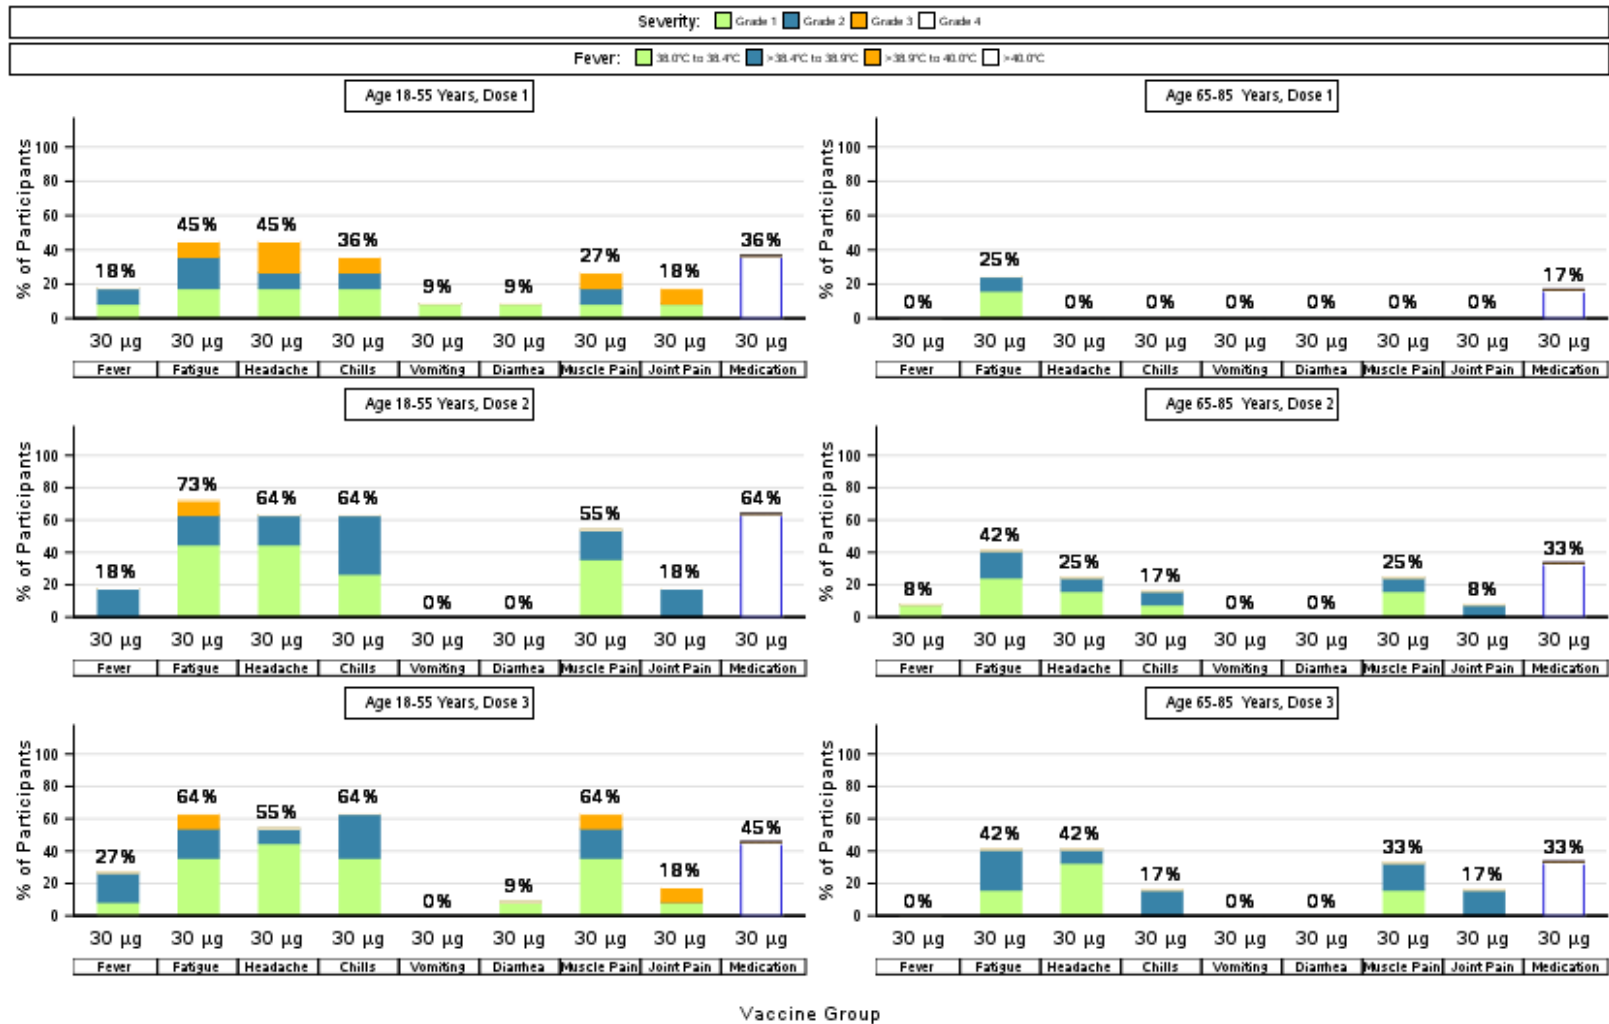 Severity: Grade 1 Grade 2 Grade 3 Grade 4
Fever: 38.0°C to 38.4°C >38.4°C to 38.9°C >38.9°C to 40.0°C >40.0°C
Age 18-55 Years, Dose 1
% of Participants
100
80
60
40
20
0
18% 45% 45% 36% 9% 9% 27% 18% 36%
30 µg 30 µg 30 µg 30 µg 30 µg 30 µg 30 µg 30 µg 30 µg
Fever Fatigue Headache Chills Vomiting Diarrhea Muscle Pain Joint Pain Medication
Age 65-85 Years, Dose 1
% of Participants
100
80
60
40
20
0
0% 25% 0% 0% 0% 0% 0% 0% 17%
30 µg 30 µg 30 µg 30 µg 30 µg 30 µg 30 µg 30 µg 30 µg
Fever Fatigue Headache Chills Vomiting Diarrhea Muscle Pain Joint Pain Medication
Age 18-55 Years, Dose 2
% of Participants
100
80
60
40
20
0
18% 73% 64% 64% 0% 0% 55% 18% 64%
30 µg 30 µg 30 µg 30 µg 30 µg 30 µg 30 µg 30 µg 30 µg
Fever Fatigue Headache Chills Vomiting Diarrhea Muscle Pain Joint Pain Medication
Age 65-85 Years, Dose 2
% of Participants
100
80
60
40
20
0
8% 42% 25% 17% 0% 0% 25% 8% 33%
30 µg 30 µg 30 µg 30 µg 30 µg 30 µg 30 µg 30 µg 30 µg
Fever Fatigue Headache Chills Vomiting Diarrhea Muscle Pain Joint Pain Medication
Age 18-55 Years, Dose 3
% of Participants
100
80
60
40
20
0
27% 64% 55% 64% 0% 9% 64% 18% 45%
30 µg 30 µg 30 µg 30 µg 30 µg 30 µg 30 µg 30 µg 30 µg
Fever Fatigue Headache Chills Vomiting Diarrhea Muscle Pain Joint Pain Medication
Age 65-85 Years, Dose 3
% of Participants
100
80
60
40
20
0
0% 42% 42% 17% 0% 0% 33% 17% 33%
30 µg 30 µg 30 µg 30 µg 30 µg 30 µg 30 µg 30 µg 30 µg
Fever Fatigue Headache Chills Vomiting Diarrhea Muscle Pain Joint Pain Medication
Vaccine Group